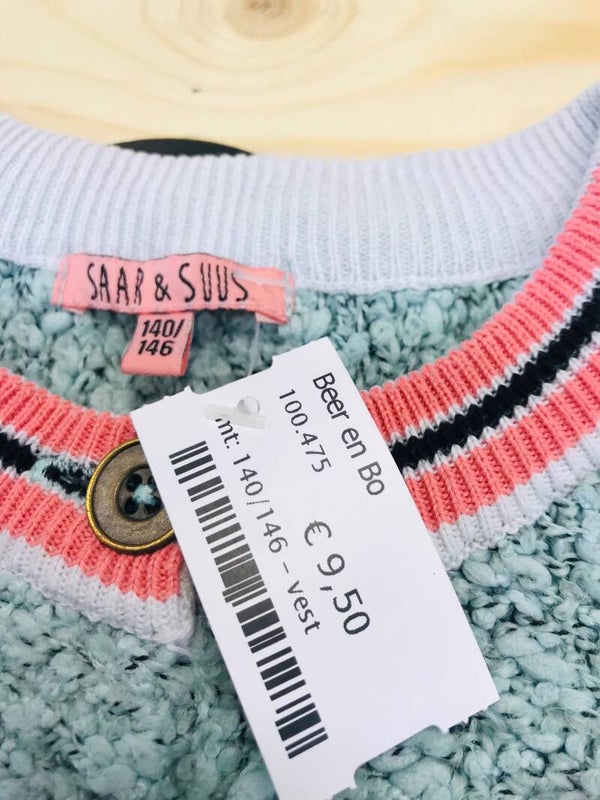 SAAR & SUUS
140/
146
Beer en Bo
100.475
€ 9,50
mt: 140/146 - vest